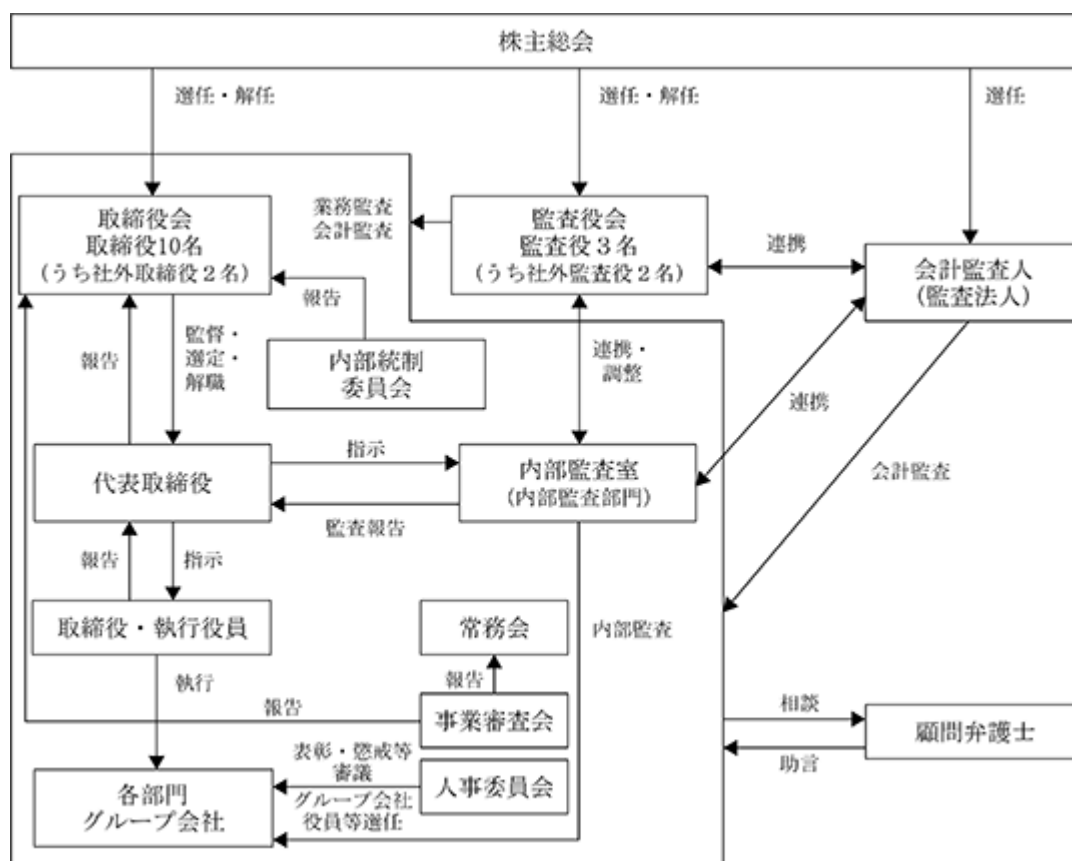 株主総会
選任・解任
選任・解任
選任
取締役会
取締役10名
(うち社外取締役２名)
業務監査
会計監査
監査役会
監査役３名
(うち社外監査役２名)
連携
会計監査人
(監査法人)
報告
監督・
選定・
解職
報告
内部統制
委員会
連携・
調整
連携
会計監査
代表取締役
指示
監査報告
内部監査室
(内部監査部門)
報告
指示
取締役・執行役員
常務会
内部監査
執行
報告
報告
事業審査会
相談
顧問弁護士
助言
表彰・懲戒等
審議
人事委員会
グループ会社
役員等選任
各部門
グループ会社